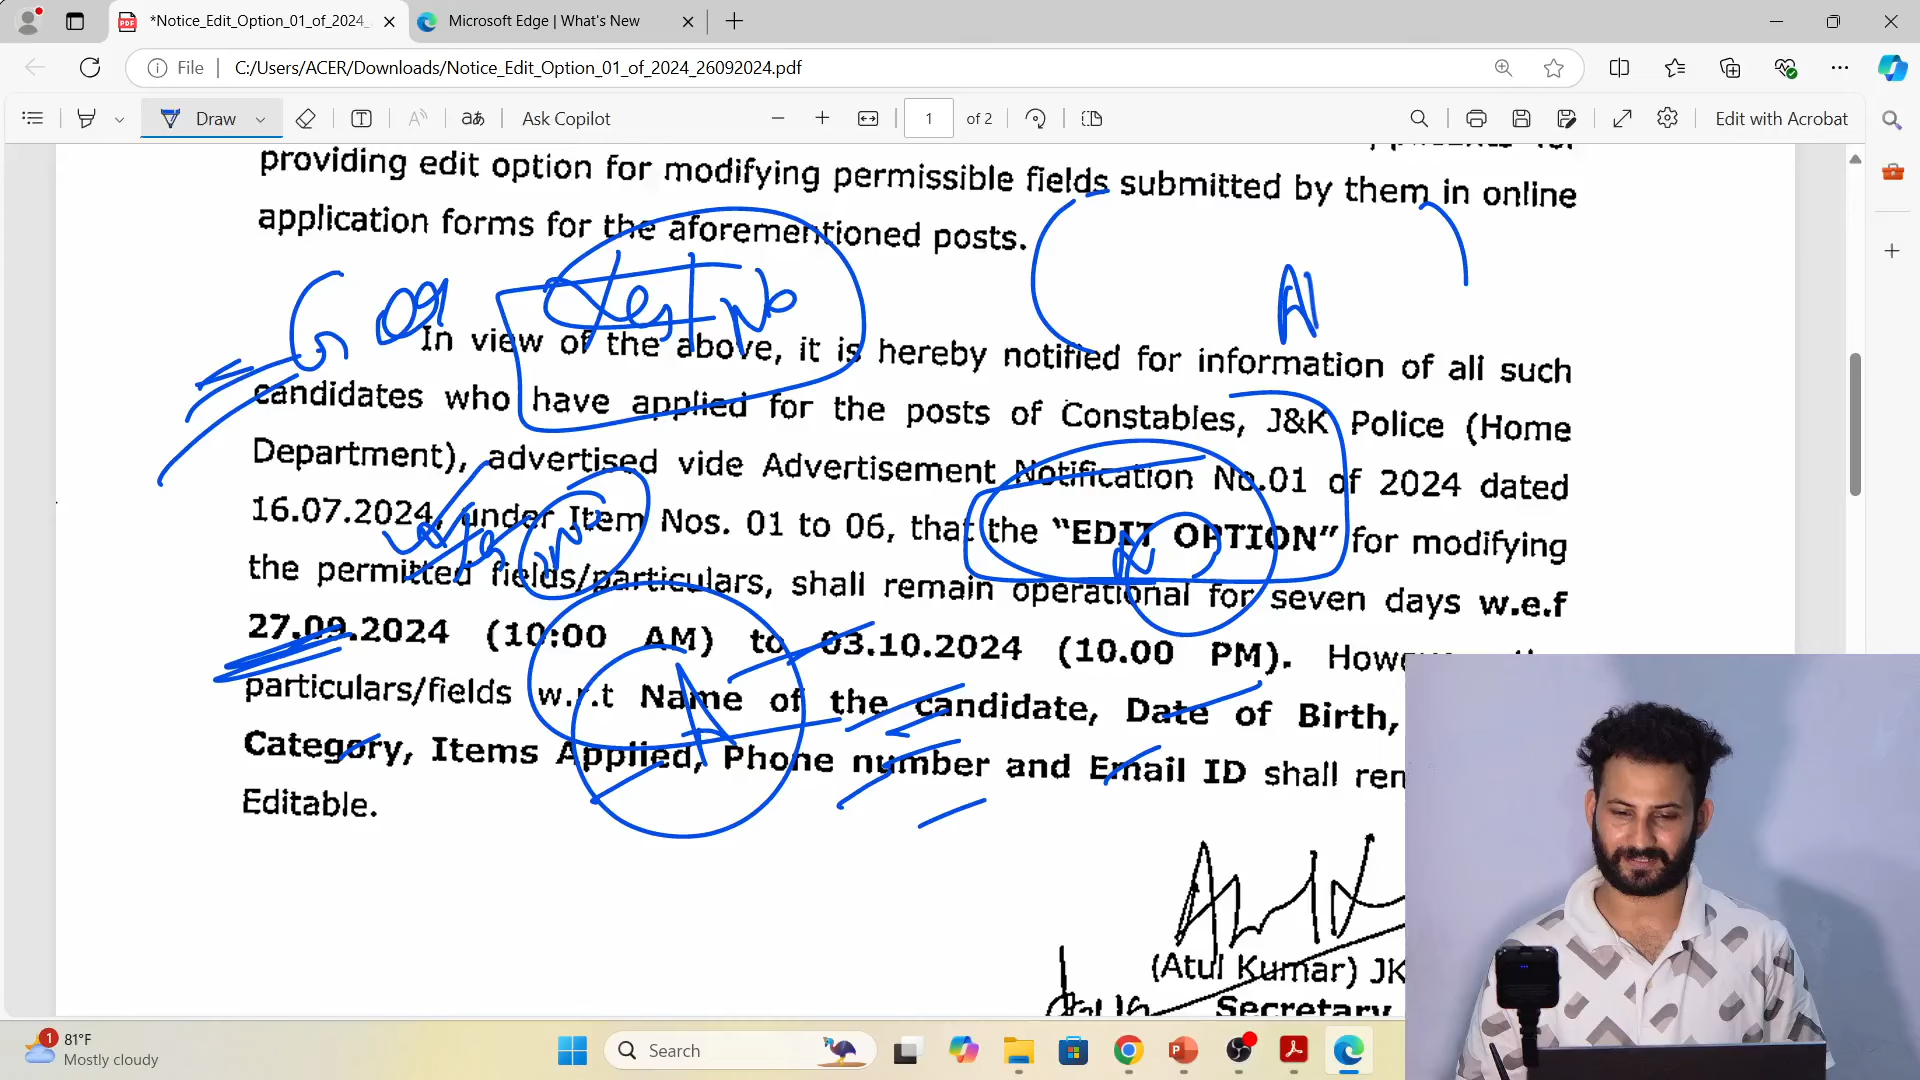 *Notice_Edit_Option_01_of_2024_
Microsoft Edge | What's New
File
C:/Users/ACER/Downloads/Notice_Edit_Option_01_of_2024_26092024.pdf
Draw
Ask Copilot
1 of 2
Edit with Acrobat
providing edit option for modifying permissible fields submitted by them in online
application forms for the aforementioned posts.
Test No
In view of the above, it is hereby notified for information of all such
candidates who have applied for the posts of Constables, J&K Police (Home
Department), advertised vide Advertisement Notification No.01 of 2024 dated
16.07.2024, under Item Nos. 01 to 06, that the "EDIT OPTION" for modifying
the permitted fields/particulars, shall remain operational for seven days w.e.f
27.09.2024 (10:00 AM) to 03.10.2024 (10.00 PM).
particulars/fields w.r.t Name of the candidate, Date of Birth,
Category, Items Applied, Phone number and Email ID shall
Editable.
(Atul Kumar)
Secretary
1
81°F
Mostly cloudy
Search